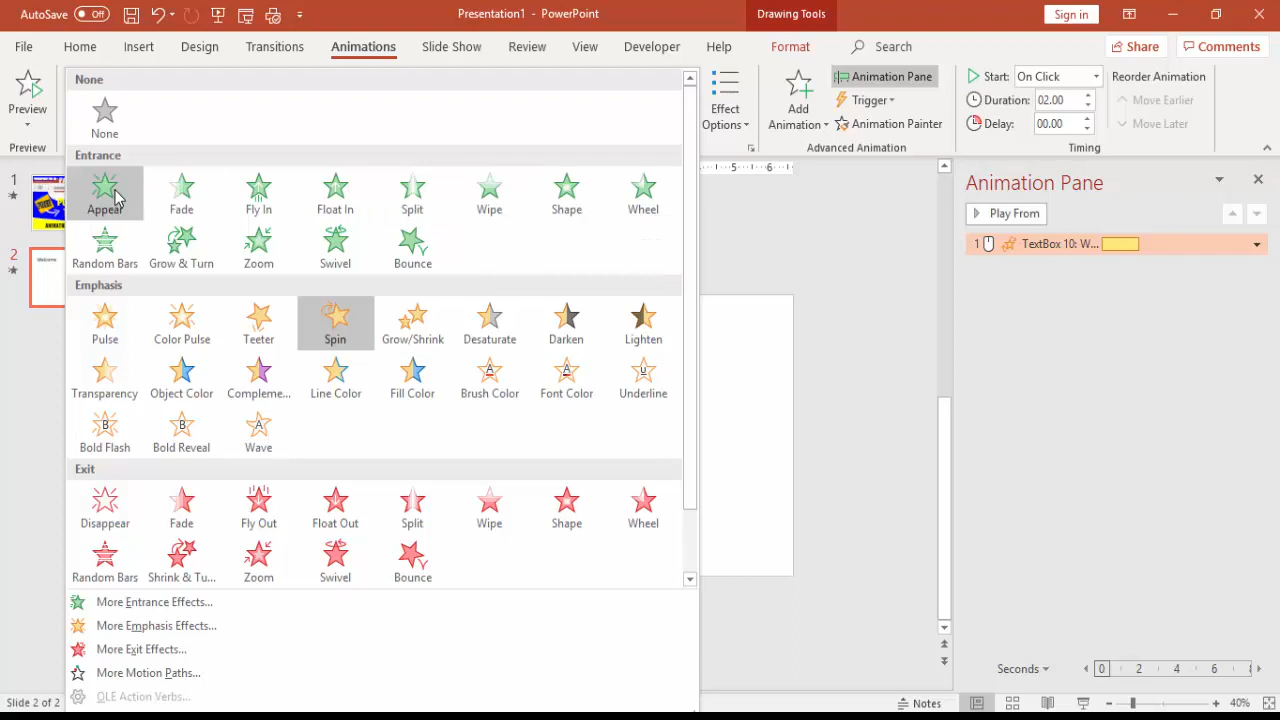 AutoSave Off
Presentation1 - PowerPoint
Drawing Tools
Sign in
File Home Insert Design Transitions Animations Slide Show Review View Developer Help Format Search
Share Comments
Preview
Preview
None
None
Entrance
Appear Fade Fly In Float In Split Wipe Shape Wheel
Random Bars Grow & Turn Zoom Swivel Bounce
Emphasis
Pulse Color Pulse Teeter Spin Grow/Shrink Desaturate Darken Lighten
Transparency Object Color Compleme... Line Color Fill Color Brush Color Font Color Underline
Bold Flash Bold Reveal Wave
Exit
Disappear Fade Fly Out Float Out Split Wipe Shape Wheel
Random Bars Shrink & Tu... Zoom Swivel Bounce
More Entrance Effects...
More Emphasis Effects...
More Exit Effects...
More Motion Paths...
OLE Action Verbs...
Effect
Options
Add
Animation
Animation Pane
Trigger
Animation Painter
Advanced Animation
Start: On Click
Duration: 02.00
Delay: 00.00
Timing
Reorder Animation
Move Earlier
Move Later
5 6
1
2
Welcome
Animation Pane
Play From
1 TextBox 10: W...
Seconds 0 2 4 6
Slide 2 of 2
Notes
40%